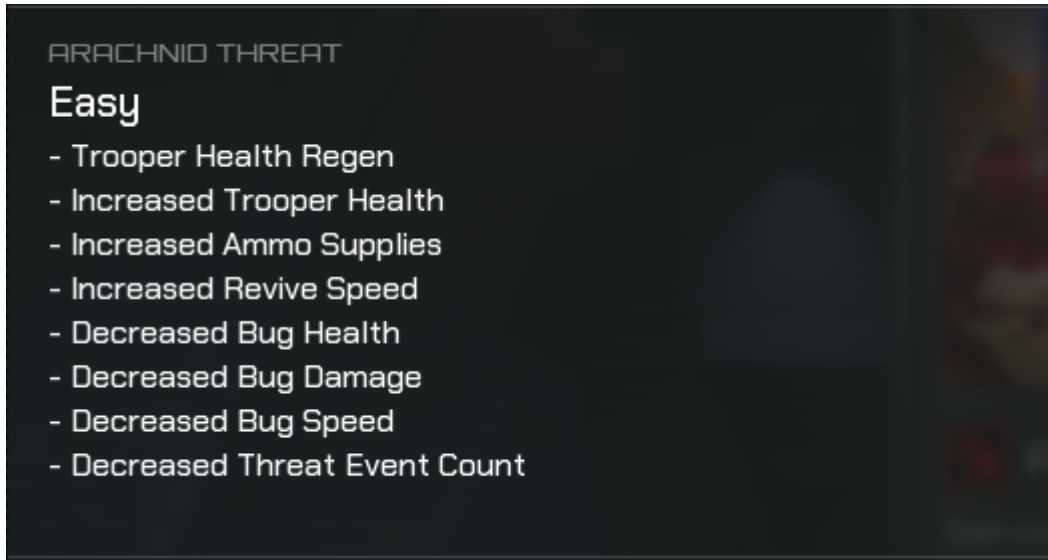 ARACHNID THREAT
Easy
- Trooper Health Regen
- Increased Trooper Health
- Increased Ammo Supplies
- Increased Revive Speed
- Decreased Bug Health
- Decreased Bug Damage
- Decreased Bug Speed
- Decreased Threat Event Count